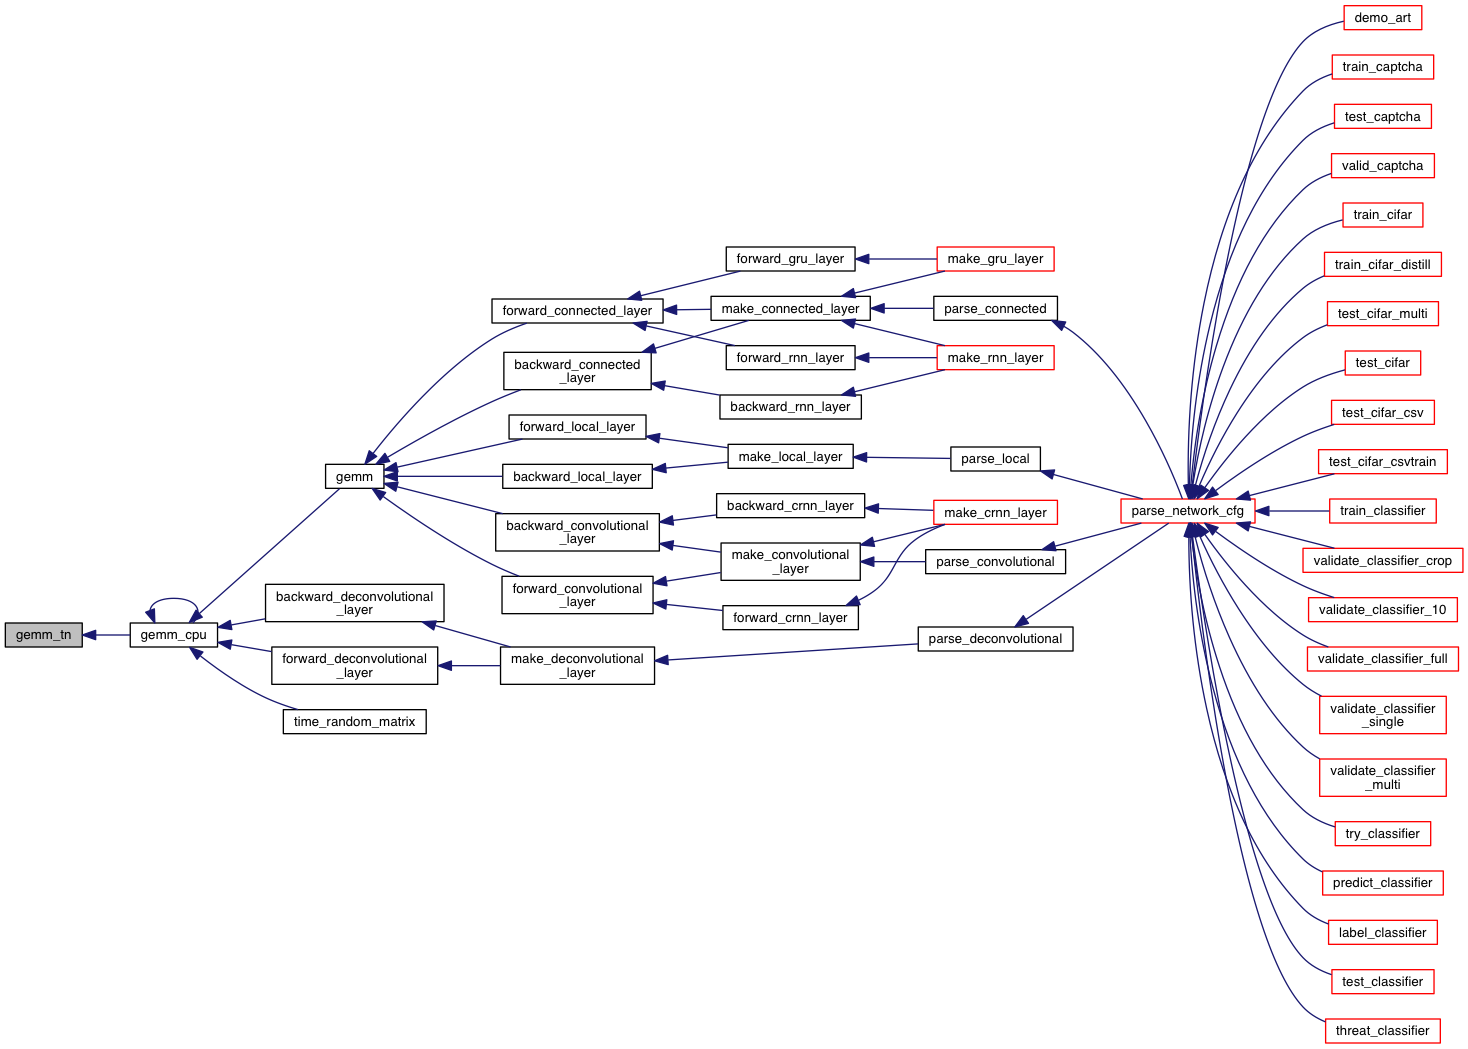 gemm_tn
gemm_cpu
gemm
backward_deconvolutional
_layer
forward_deconvolutional
_layer
time_random_matrix
forward_connected_layer
backward_connected
_layer
forward_local_layer
backward_local_layer
backward_convolutional
_layer
forward_convolutional
_layer
make_deconvolutional
_layer
forward_gru_layer
make_connected_layer
forward_rnn_layer
backward_rnn_layer
make_local_layer
backward_crnn_layer
make_convolutional
_layer
forward_crnn_layer
make_gru_layer
parse_connected
make_rnn_layer
parse_local
make_crnn_layer
parse_convolutional
parse_deconvolutional
parse_network_cfg
demo_art
train_captcha
test_captcha
valid_captcha
train_cifar
train_cifar_distill
test_cifar_multi
test_cifar
test_cifar_csv
test_cifar_csvtrain
train_classifier
validate_classifier_crop
validate_classifier_10
validate_classifier_full
validate_classifier
_single
validate_classifier
_multi
try_classifier
predict_classifier
label_classifier
test_classifier
threat_classifier